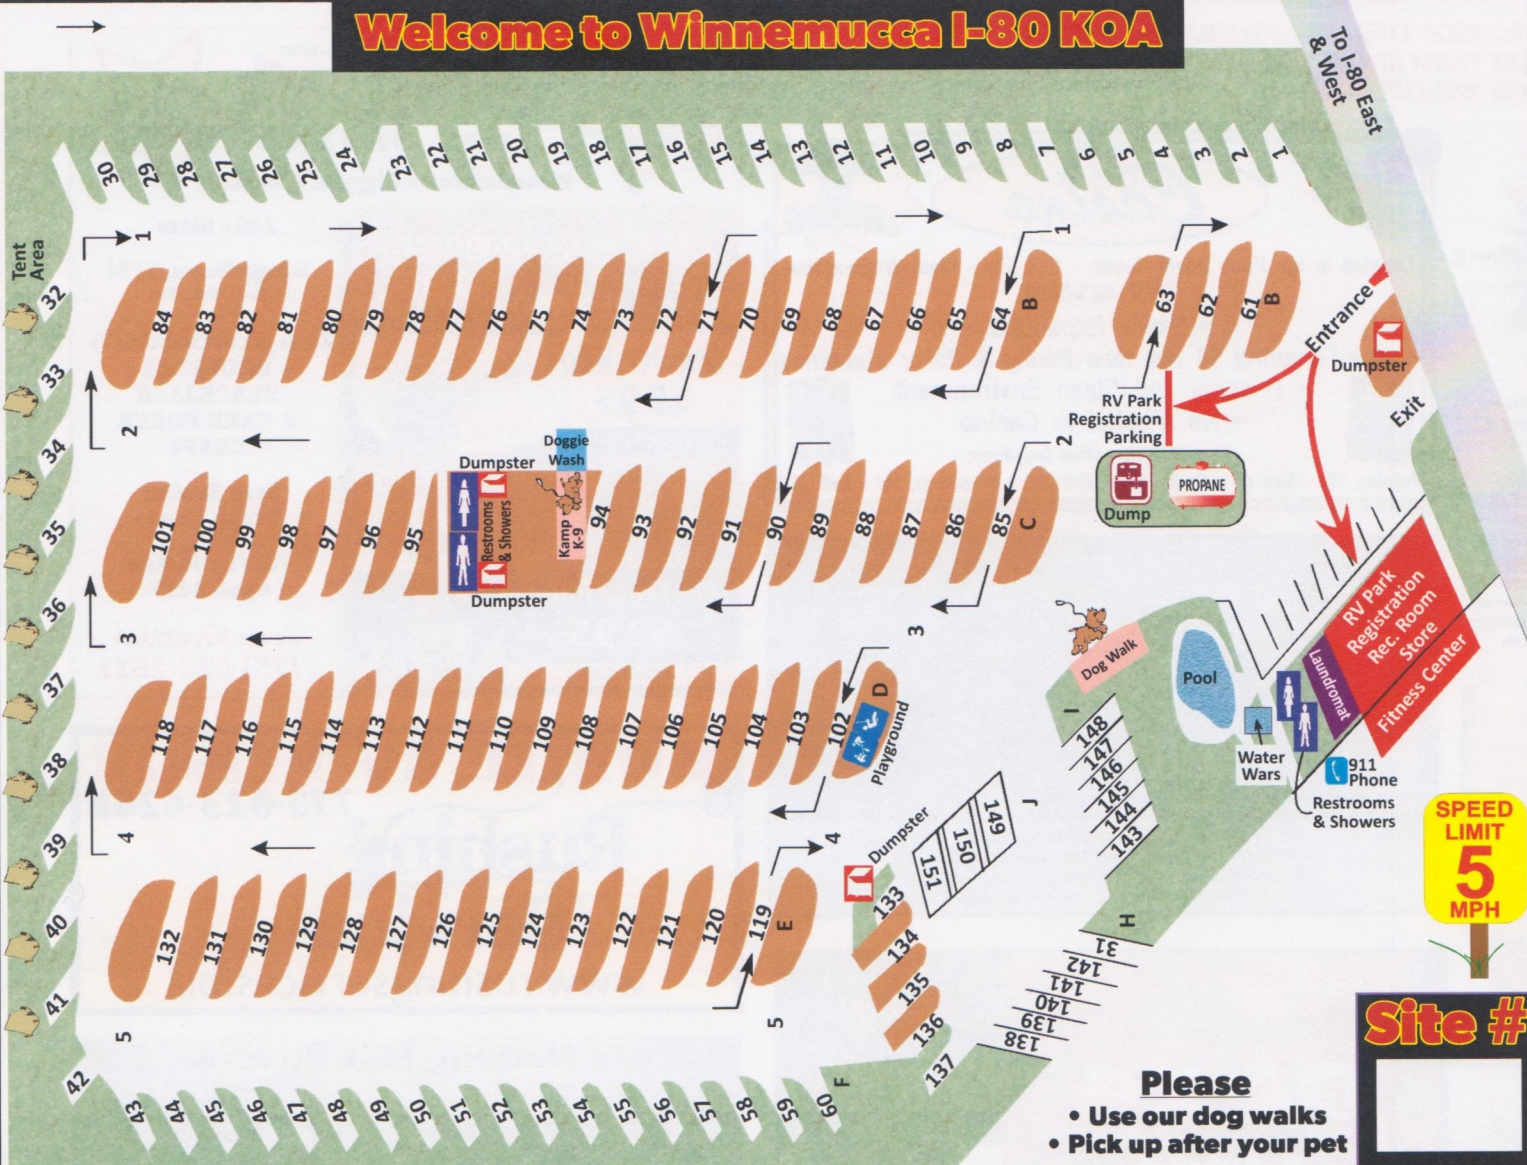 Welcome to Winnemucca I-80 KOA
To I-80 East
& West
30 29 28 27 26 25 24 23 22 21 20 19 18 17 16 15 14 13 12 11 10 9 8 7 6 5 4 3 2 1
Tent
Area
32
33
34
35
36
37
38
39
40
41
42
1
1
84 83 82 81 80 79 78 77 76 75 74 73 72 71 70 69 68 67 66 65 64 B
63 62 61 B
Entrance
Dumpster
Exit
RV Park
Registration
Parking
2
2
Dump
PROPANE
101 100 99 98 97 96 95
Dumpster
Restrooms
& Showers
Dumpster
Doggie
Wash
Kamp
K-9
94 93 92 91 90 89 88 87 86 85 C
3
3
118 117 116 115 114 113 112 111 110 109 108 107 106 105 104 103 102 D
Playground
4
4
132 131 130 129 128 127 126 125 124 123 122 121 120 119 E
5
5
Dog Walk
Pool
Water
Wars
RV Park
Registration
Rec. Room
Store
Fitness Center
Laundromat
911
Phone
Restrooms
& Showers
I
148
147
146
145
144
143
J
149
150
151
Dumpster
133
134
135
136
137
H
31
142
141
140
139
138
F
43 44 45 46 47 48 49 50 51 52 53 54 55 56 57 58 59 60
SPEED
LIMIT
5
MPH
Site #
Please
• Use our dog walks
• Pick up after your pet